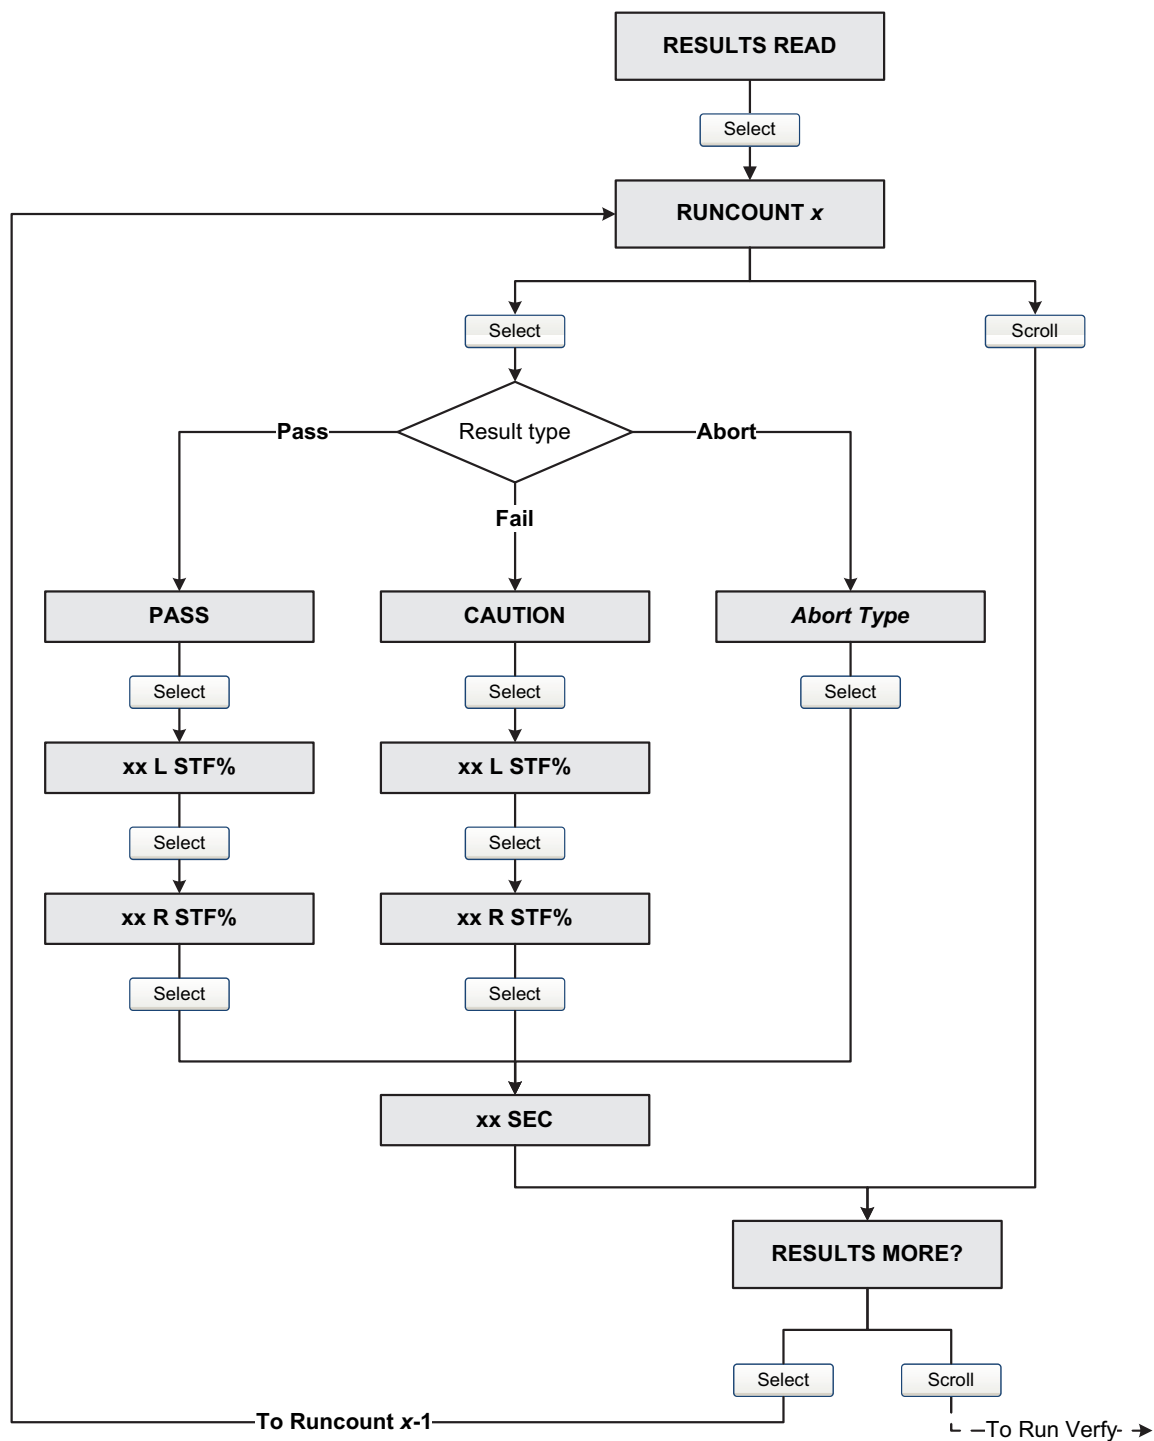 RESULTS READ
Select
RUNCOUNT x
Select
Scroll
Pass
Result type
Abort
Fail
PASS
CAUTION
Abort Type
Select
Select
Select
xx L STF%
xx L STF%
Select
Select
xx R STF%
xx R STF%
Select
Select
xx SEC
RESULTS MORE?
Select
Scroll
To Runcount x-1
To Run Verfy